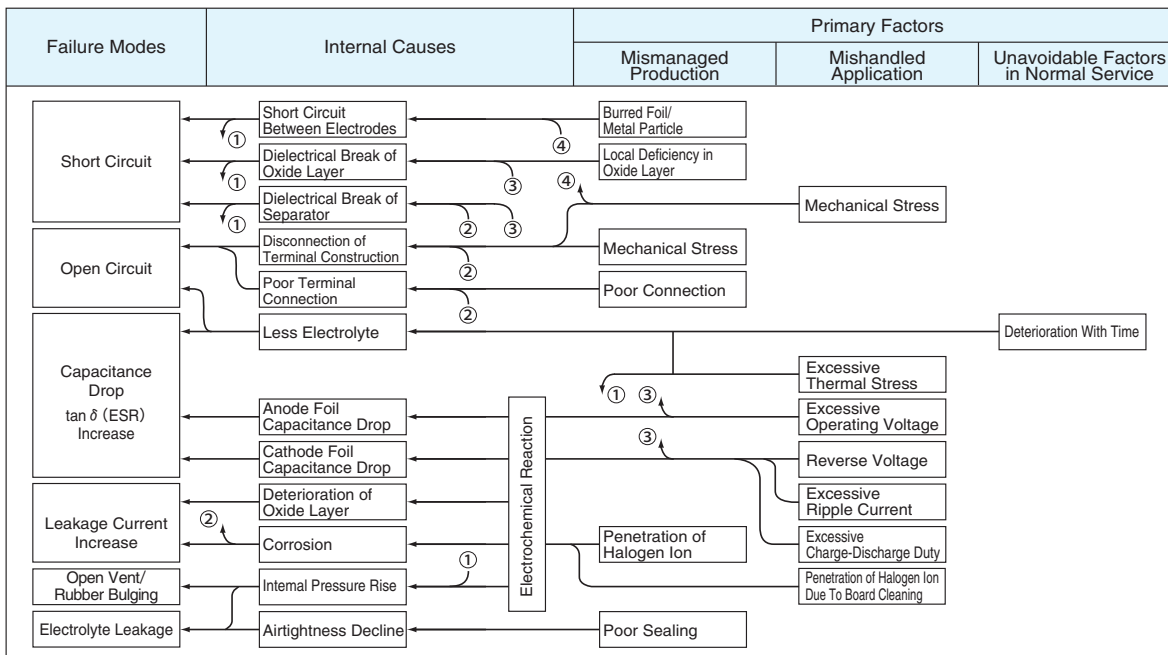 Failure Modes
Internal Causes
Primary Factors
Mismanaged
Production
Mishandled
Application
Unavoidable Factors
in Normal Service
Short Circuit
Short Circuit
Between Electrodes
①
④
Burred Foil/
Metal Particle
Dielectrical Break of
Oxide Layer
①
③
Local Deficiency in
Oxide Layer
Dielectrical Break of
Separator
①
②
③
④
Mechanical Stress
Open Circuit
Disconnection of
Terminal Construction
②
Mechanical Stress
Poor Terminal
Connection
②
Poor Connection
Capacitance
Drop
tan δ (ESR)
Increase
Less Electrolyte
Deterioration With Time
①
Excessive
Thermal Stress
Anode Foil
Capacitance Drop
③
Excessive
Operating Voltage
Cathode Foil
Capacitance Drop
③
Reverse Voltage
Electrochemical Reaction
Excessive
Ripple Current
Leakage Current
Increase
Deterioration of
Oxide Layer
②
Corrosion
Penetration of
Halogen Ion
Excessive
Charge-Discharge Duty
Open Vent/
Rubber Bulging
Internal Pressure Rise
①
Penetration of Halogen Ion
Due To Board Cleaning
Electrolyte Leakage
Airtightness Decline
Poor Sealing